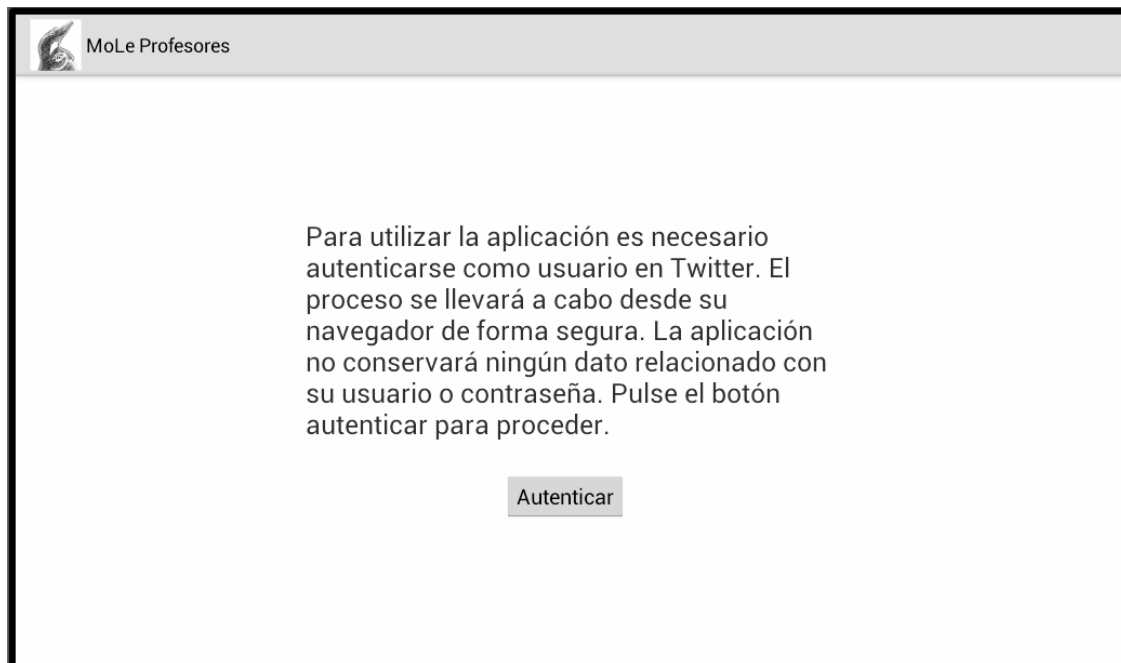 MoLe Profesores
Para utilizar la aplicación es necesario
autenticarse como usuario en Twitter. El
proceso se llevará a cabo desde su
navegador de forma segura. La aplicación
no conservará ningún dato relacionado con
su usuario o contraseña. Pulse el botón
autenticar para proceder.
Autenticar